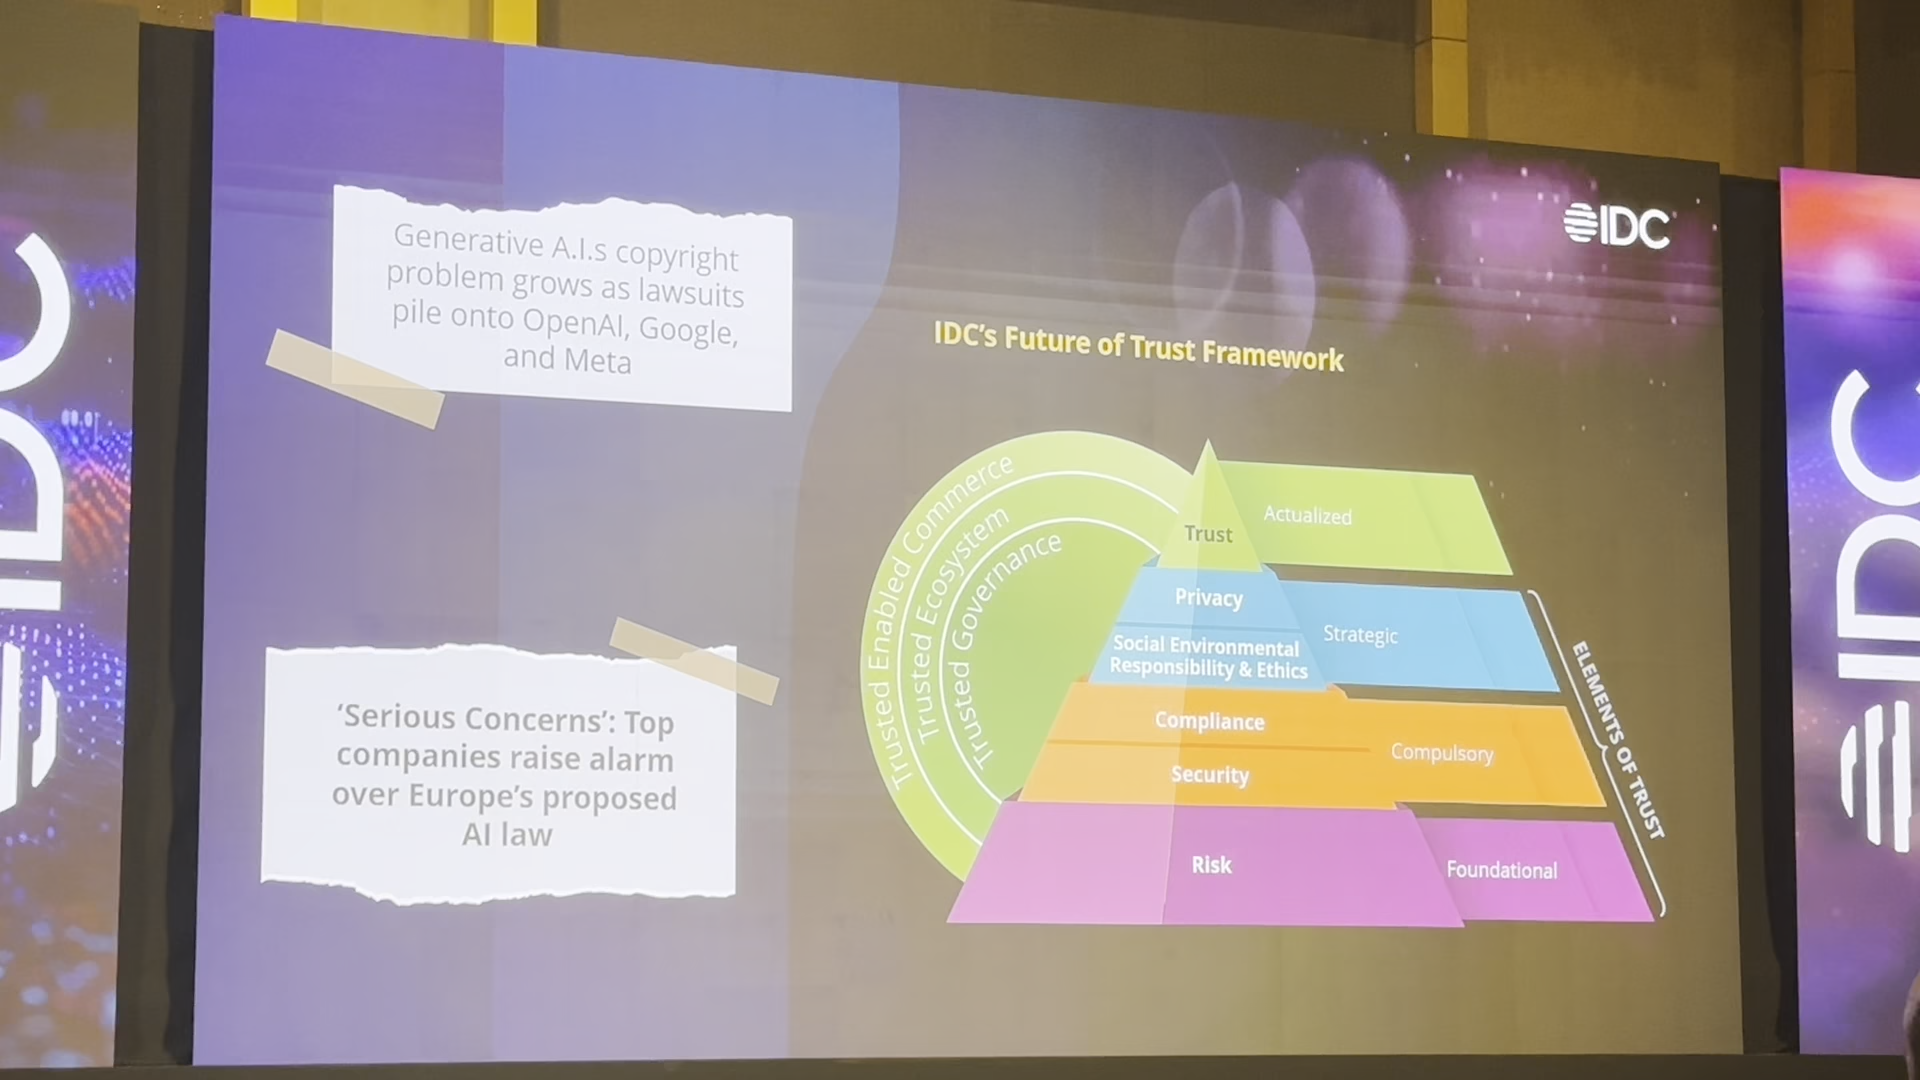 IDC
Generative A.I.s copyright
problem grows as lawsuits
pile onto OpenAI, Google,
and Meta
'Serious Concerns': Top
companies raise alarm
over Europe's proposed
AI law
IDC
IDC's Future of Trust Framework
Trusted Enabled Commerce
Trusted Ecosystem
Trusted Governance
Trust
Actualized
Privacy
Social Environmental
Responsibility & Ethics
Strategic
Compliance
Security
Compulsory
Risk
Foundational
ELEMENTS OF TRUST
IDC